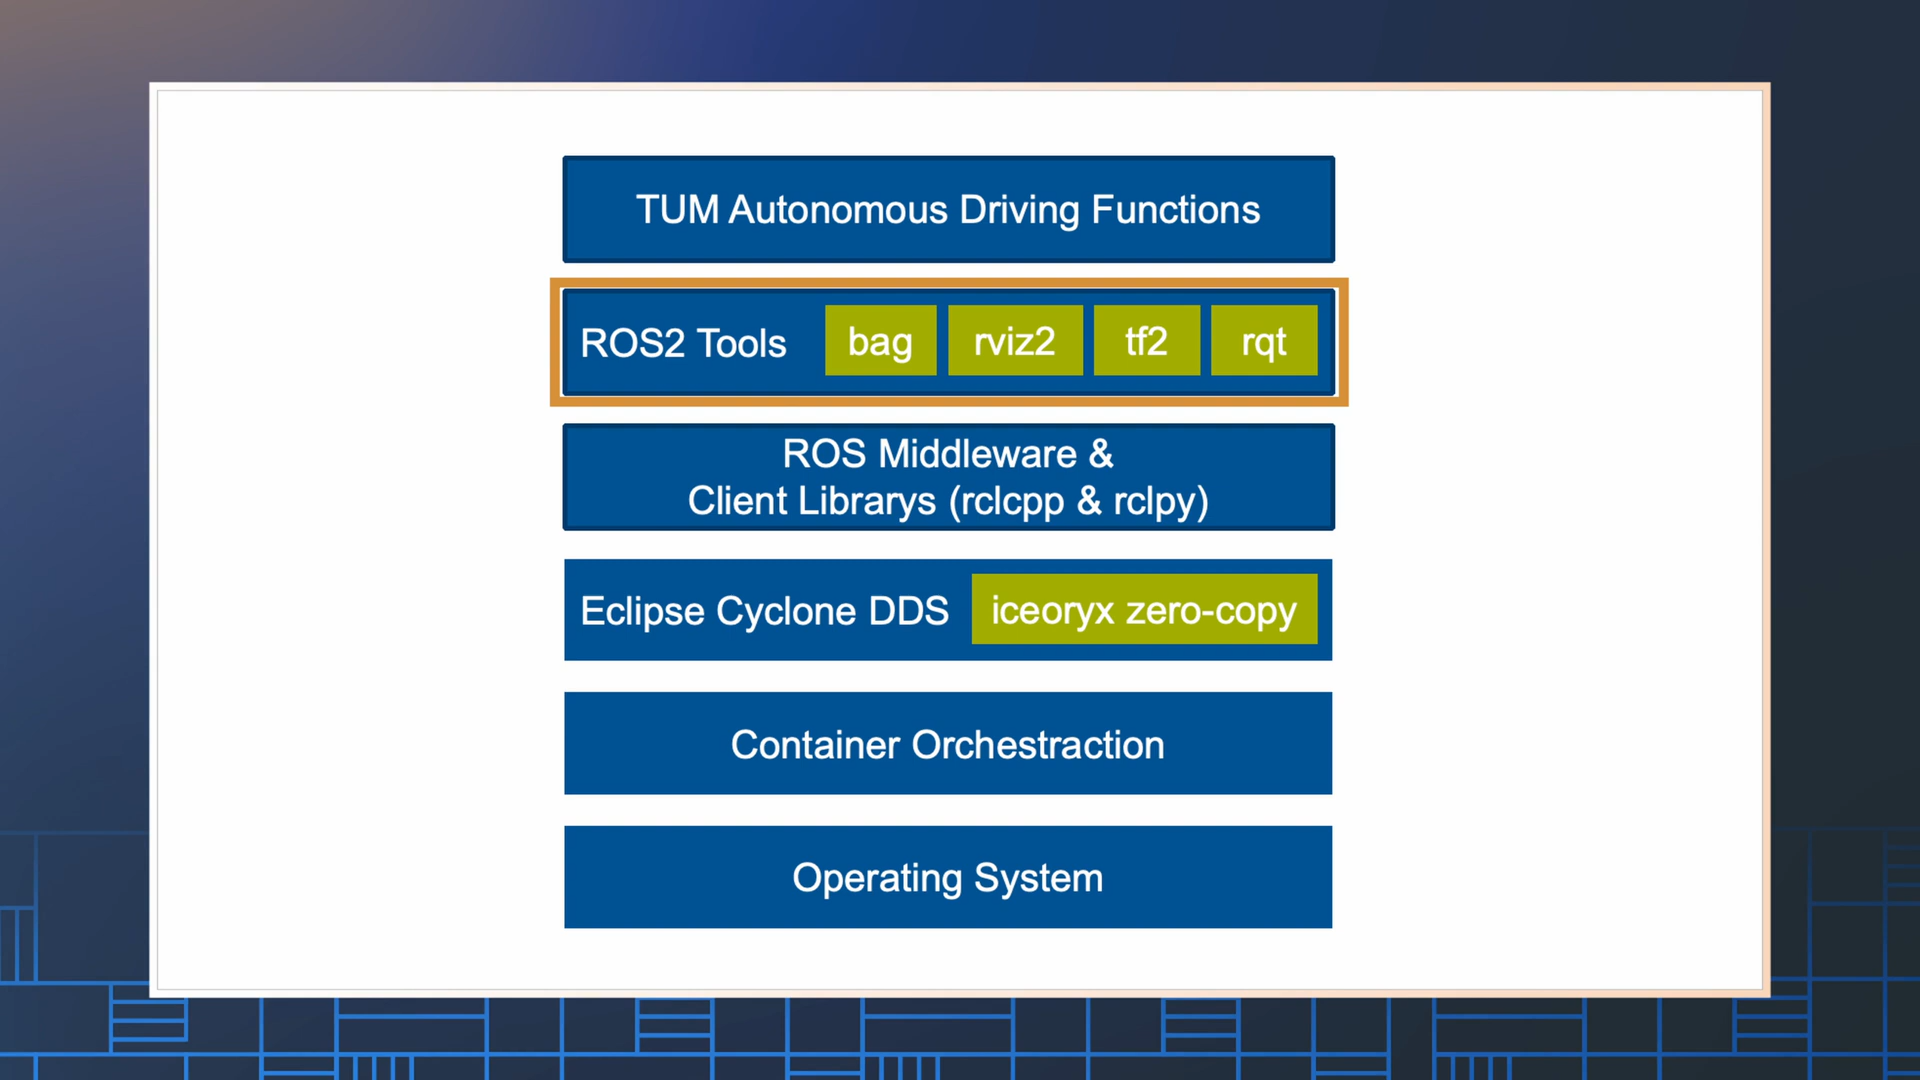 TUM Autonomous Driving Functions
ROS2 Tools bag rviz2 tf2 rqt
ROS Middleware &
Client Librarys (rclcpp & rclpy)
Eclipse Cyclone DDS iceoryx zero-copy
Container Orchestraction
Operating System